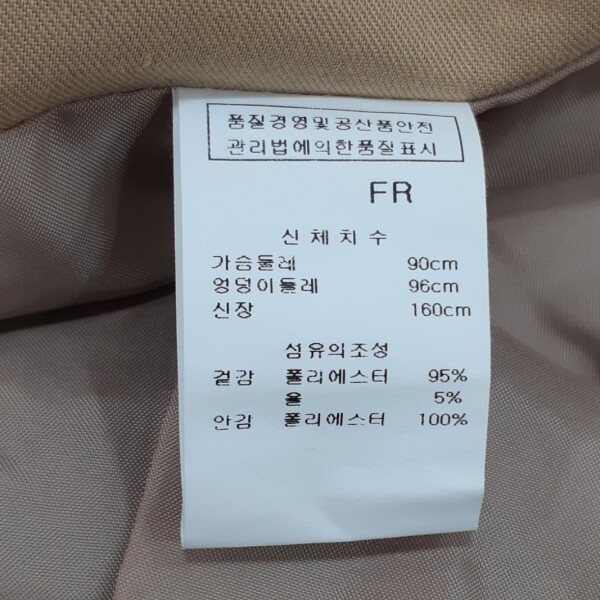 품질경영및공산품안전
관리법에의한품질표시
FR
신체치수
가슴둘레 90cm
엉덩이둘레 96cm
신장 160cm
섬유의조성
겉감 폴리에스터 95%
울 5%
안감 폴리에스터 100%